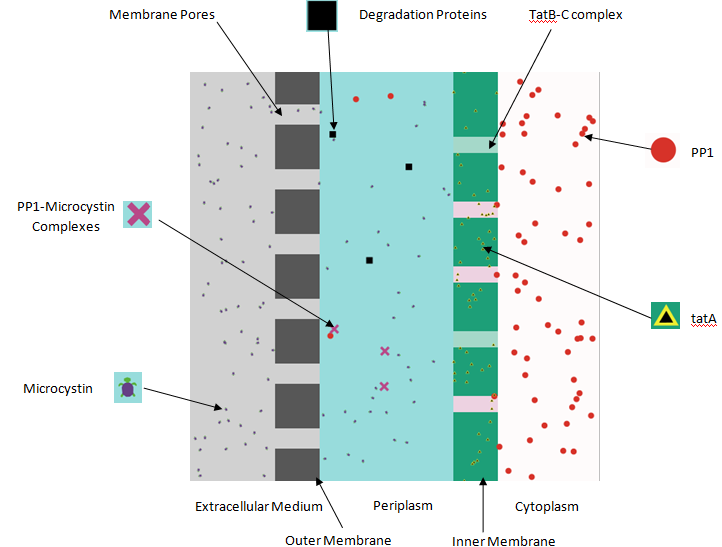 Membrane Pores
Degradation Proteins
TatB-C complex
PP1
PP1-Microcystin
Complexes
tatA
Microcystin
Extracellular Medium
Periplasm
Cytoplasm
Outer Membrane
Inner Membrane